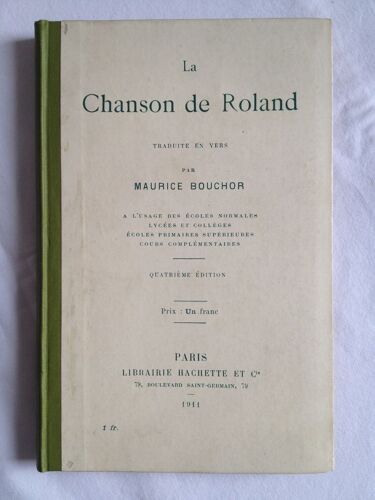 La
Chanson de Roland
TRADUITE EN VERS
PAR
MAURICE BOUCHOR
A L'USAGE DES ÉCOLES NORMALES
LYCÉES ET COLLÈGES
ÉCOLES PRIMAIRES SUPÉRIEURES
COURS COMPLÉMENTAIRES
QUATRIÈME ÉDITION
Prix : Un franc
PARIS
LIBRAIRIE HACHETTE ET Cie
79, BOULEVARD SAINT-GERMAIN, 79
1911
1 fr.